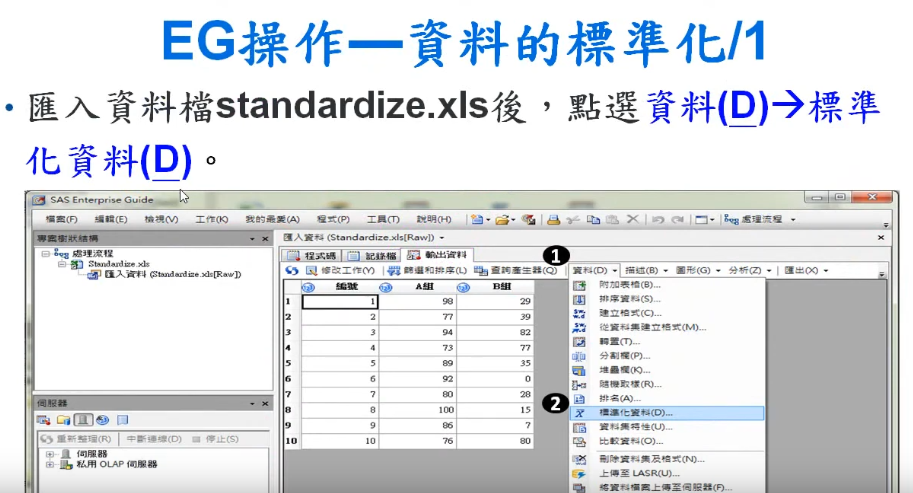 EG操作—資料的標準化/1
• 匯入資料檔standardize.xls後，點選資料(D)→標準
化資料(D)。
SAS Enterprise Guide
檔案(F) 編輯(E) 檢視(V) 工作(K) 我的最愛(A) 程式(P) 工具(T) 說明(H) 處理流程
專案樹狀結構
處理流程
Standardize.xls
匯入資料 (Standardize.xls[Raw])
伺服器
重新整理(R) 中斷連線(D) 停止(S)
伺服器
私用 OLAP 伺服器
匯入資料 (Standardize.xls[Raw])
程式碼 記錄檔 輸出資料
1
修改工作(Y) 篩選和排序(L) 查詢產生器(Q) 資料(D) 描述(B) 圖形(G) 分析(Z) 匯出(X)
編號 A組 B組
1 1 98 29
2 2 77 39
3 3 94 82
4 4 73 77
5 5 89 35
6 6 92 0
7 7 80 28
8 8 100 15
9 9 86 7
10 10 76 80
附加表格(B)...
排序資料(S)...
建立格式(C)...
從資料集建立格式(M)...
轉置(T)...
分割欄(P)...
堆疊欄(K)...
隨機取樣(R)...
排名(A)...
2
標準化資料(D)...
資料集特性(U)...
比較資料(O)...
刪除資料集及格式(N)...
上傳至 LASR(U)...
將資料檔案上傳至伺服器(F)...